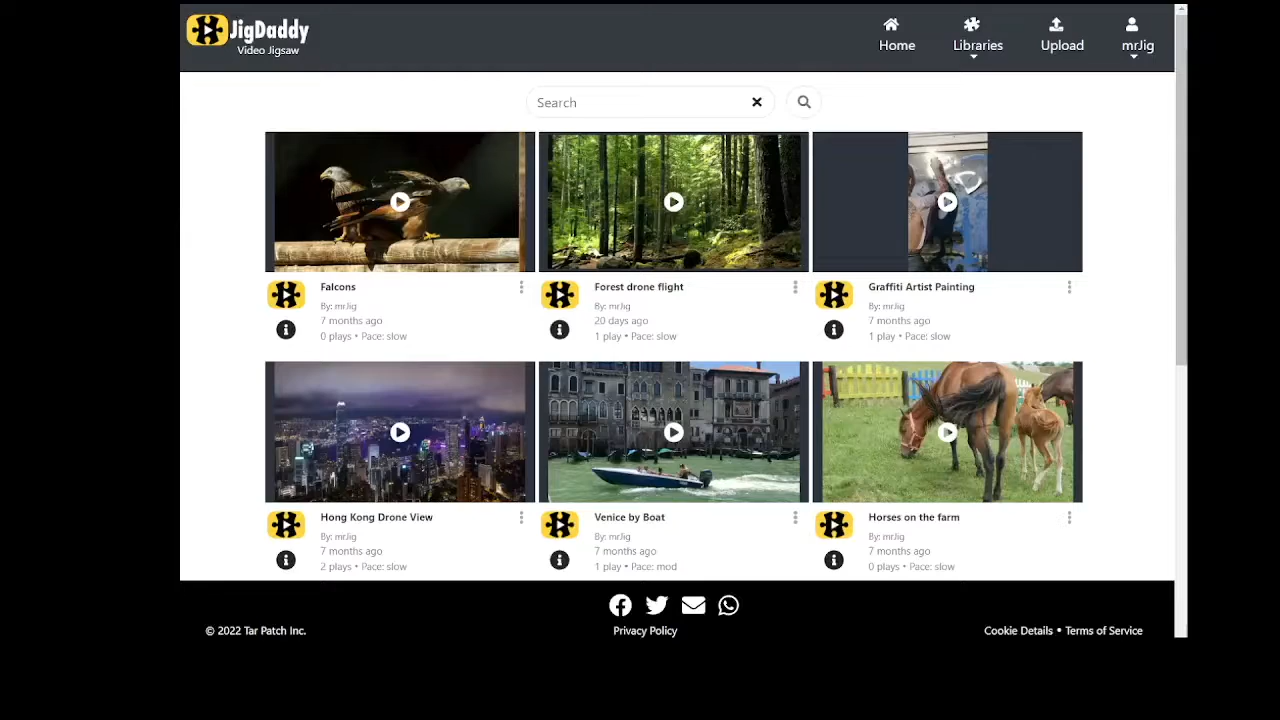 JigDaddy
Video Jigsaw
Home
Libraries
Upload
mrJig
Search
Falcons
By: mrJig
7 months ago
0 plays • Pace: slow
Forest drone flight
By: mrJig
20 days ago
1 play • Pace: slow
Graffiti Artist Painting
By: mrJig
7 months ago
1 play • Pace: slow
Hong Kong Drone View
By: mrJig
7 months ago
2 plays • Pace: slow
Venice by Boat
By: mrJig
7 months ago
1 play • Pace: mod
Horses on the farm
By: mrJig
7 months ago
0 plays • Pace: slow
© 2022 Tar Patch Inc.
Privacy Policy
Cookie Details • Terms of Service